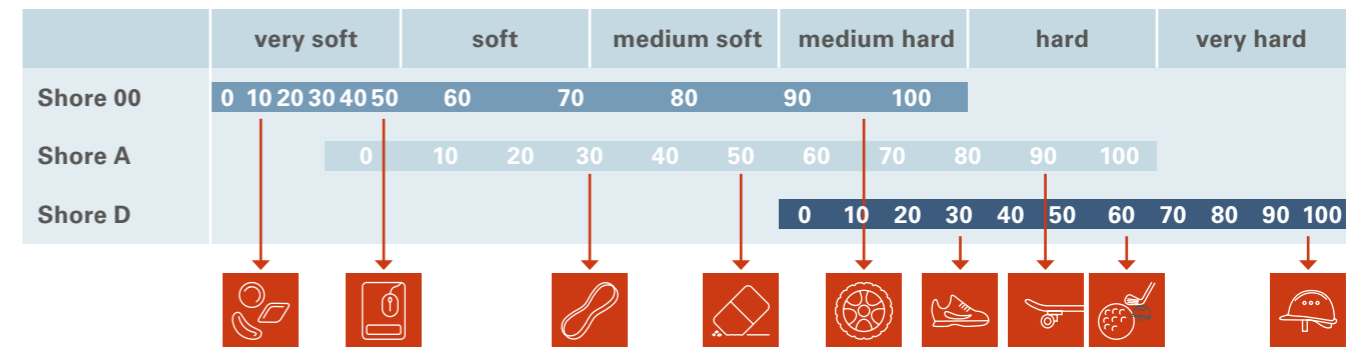 very soft soft medium soft medium hard hard very hard
Shore 00 0 10 20 30 40 50 60 70 80 90 100
Shore A 0 10 20 30 40 50 60 70 80 90 100
Shore D 0 10 20 30 40 50 60 70 80 90 100